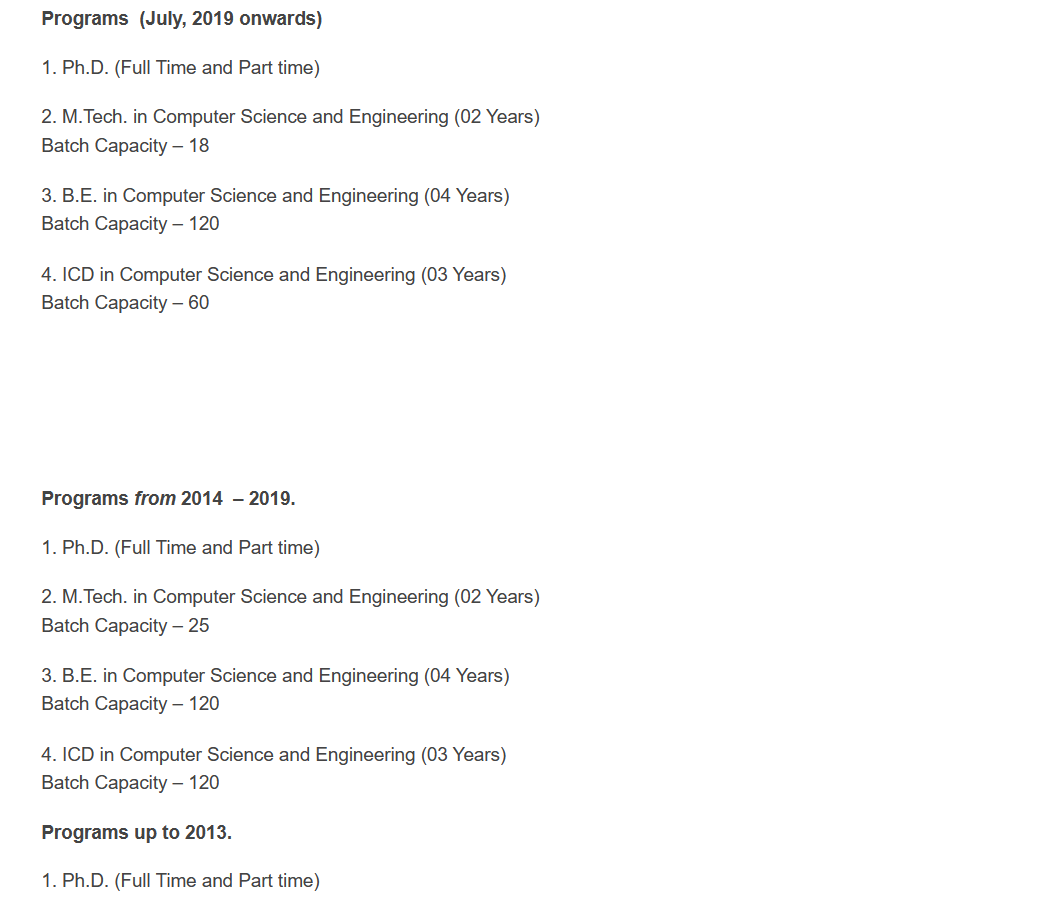 Programs (July, 2019 onwards)
1. Ph.D. (Full Time and Part time)
2. M.Tech. in Computer Science and Engineering (02 Years)
Batch Capacity – 18
3. B.E. in Computer Science and Engineering (04 Years)
Batch Capacity – 120
4. ICD in Computer Science and Engineering (03 Years)
Batch Capacity – 60
Programs from 2014 – 2019.
1. Ph.D. (Full Time and Part time)
2. M.Tech. in Computer Science and Engineering (02 Years)
Batch Capacity – 25
3. B.E. in Computer Science and Engineering (04 Years)
Batch Capacity – 120
4. ICD in Computer Science and Engineering (03 Years)
Batch Capacity – 120
Programs up to 2013.
1. Ph.D. (Full Time and Part time)